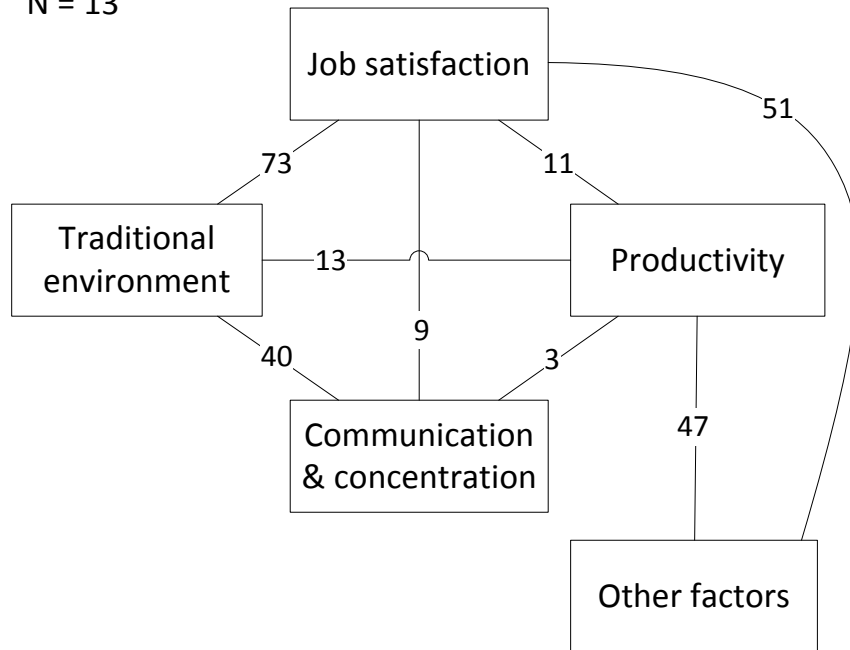 N = 13
Job satisfaction
51
73
11
Traditional
environment
13
Productivity
9
40
3
Communication
& concentration
47
Other factors